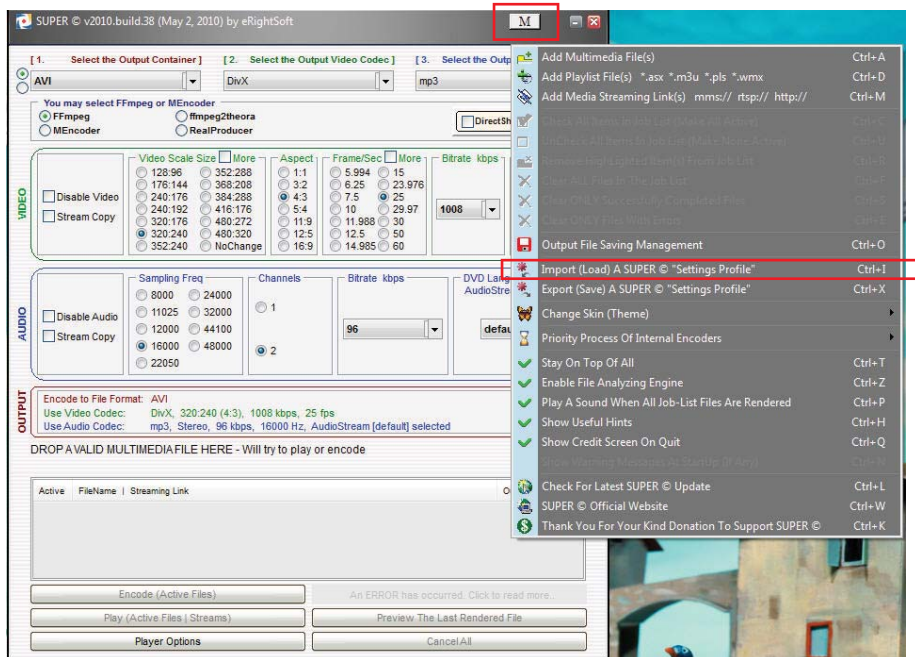 SUPER © v2010.build.38 (May 2, 2010) by eRightSoft
M
[ 1. Select the Output Container ] [ 2. Select the Output Video Codec ] [ 3. Select the Outp
AVI DivX mp3
You may select FFmpeg or MEncoder
FFmpeg ffmpeg2theora
MEncoder RealProducer
DirectSh
VIDEO
Disable Video
Stream Copy
Video Scale Size More
128:96 352:288
176:144 368:208
240:176 384:288
240:192 416:176
320:176 480:272
320:240 480:320
352:240 NoChange
Aspect
1:1
3:2
4:3
5:4
11:9
12:5
16:9
Frame/Sec More
5.994 15
6.25 23.976
7.5 25
10 29.97
11.988 30
12.5 50
14.985 60
Bitrate kbps
1008
AUDIO
Disable Audio
Stream Copy
Sampling Freq
8000 24000
11025 32000
12000 44100
16000 48000
22050
Channels
1
2
Bitrate kbps
96
DVD Lang
AudioStre
defau
OUTPUT
Encode to File Format: AVI
Use Video Codec: DivX, 320:240 (4:3), 1008 kbps, 25 fps
Use Audio Codec: mp3, Stereo, 96 kbps, 16000 Hz, AudioStream [default] selected
DROP A VALID MULTIMEDIA FILE HERE - Will try to play or encode
Active FileName | Streaming Link O
Encode (Active Files) An ERROR has occurred. Click to read more...
Play (Active Files | Streams) Preview The Last Rendered File
Player Options Cancel All
Add Multimedia File(s) Ctrl+A
Add Playlist File(s) *.asx *.m3u *.pls *.wmx Ctrl+D
Add Media Streaming Link(s) mms:// rtsp:// http:// Ctrl+M
Output File Saving Management Ctrl+O
Import (Load) A SUPER © "Settings Profile" Ctrl+I
Export (Save) A SUPER © "Settings Profile" Ctrl+X
Change Skin (Theme)
Priority Process Of Internal Encoders
Stay On Top Of All Ctrl+T
Enable File Analyzing Engine Ctrl+Z
Play A Sound When All Job-List Files Are Rendered Ctrl+P
Show Useful Hints Ctrl+H
Show Credit Screen On Quit Ctrl+Q
Check For Latest SUPER © Update Ctrl+L
SUPER © Official Website Ctrl+W
Thank You For Your Kind Donation To Support SUPER © Ctrl+K